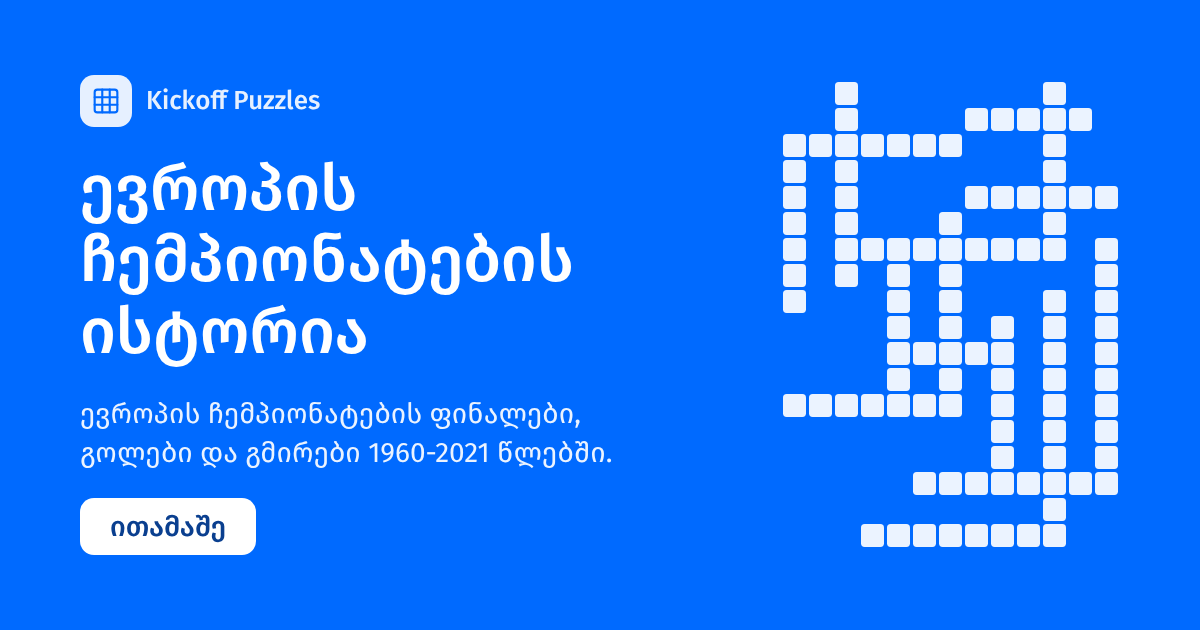 Kickoff Puzzles
ევროპის
ჩემპიონატების
ისტორია
ევროპის ჩემპიონატების ფინალები,
გოლები და გმირები 1960-2021 წლებში.
ითამაშე